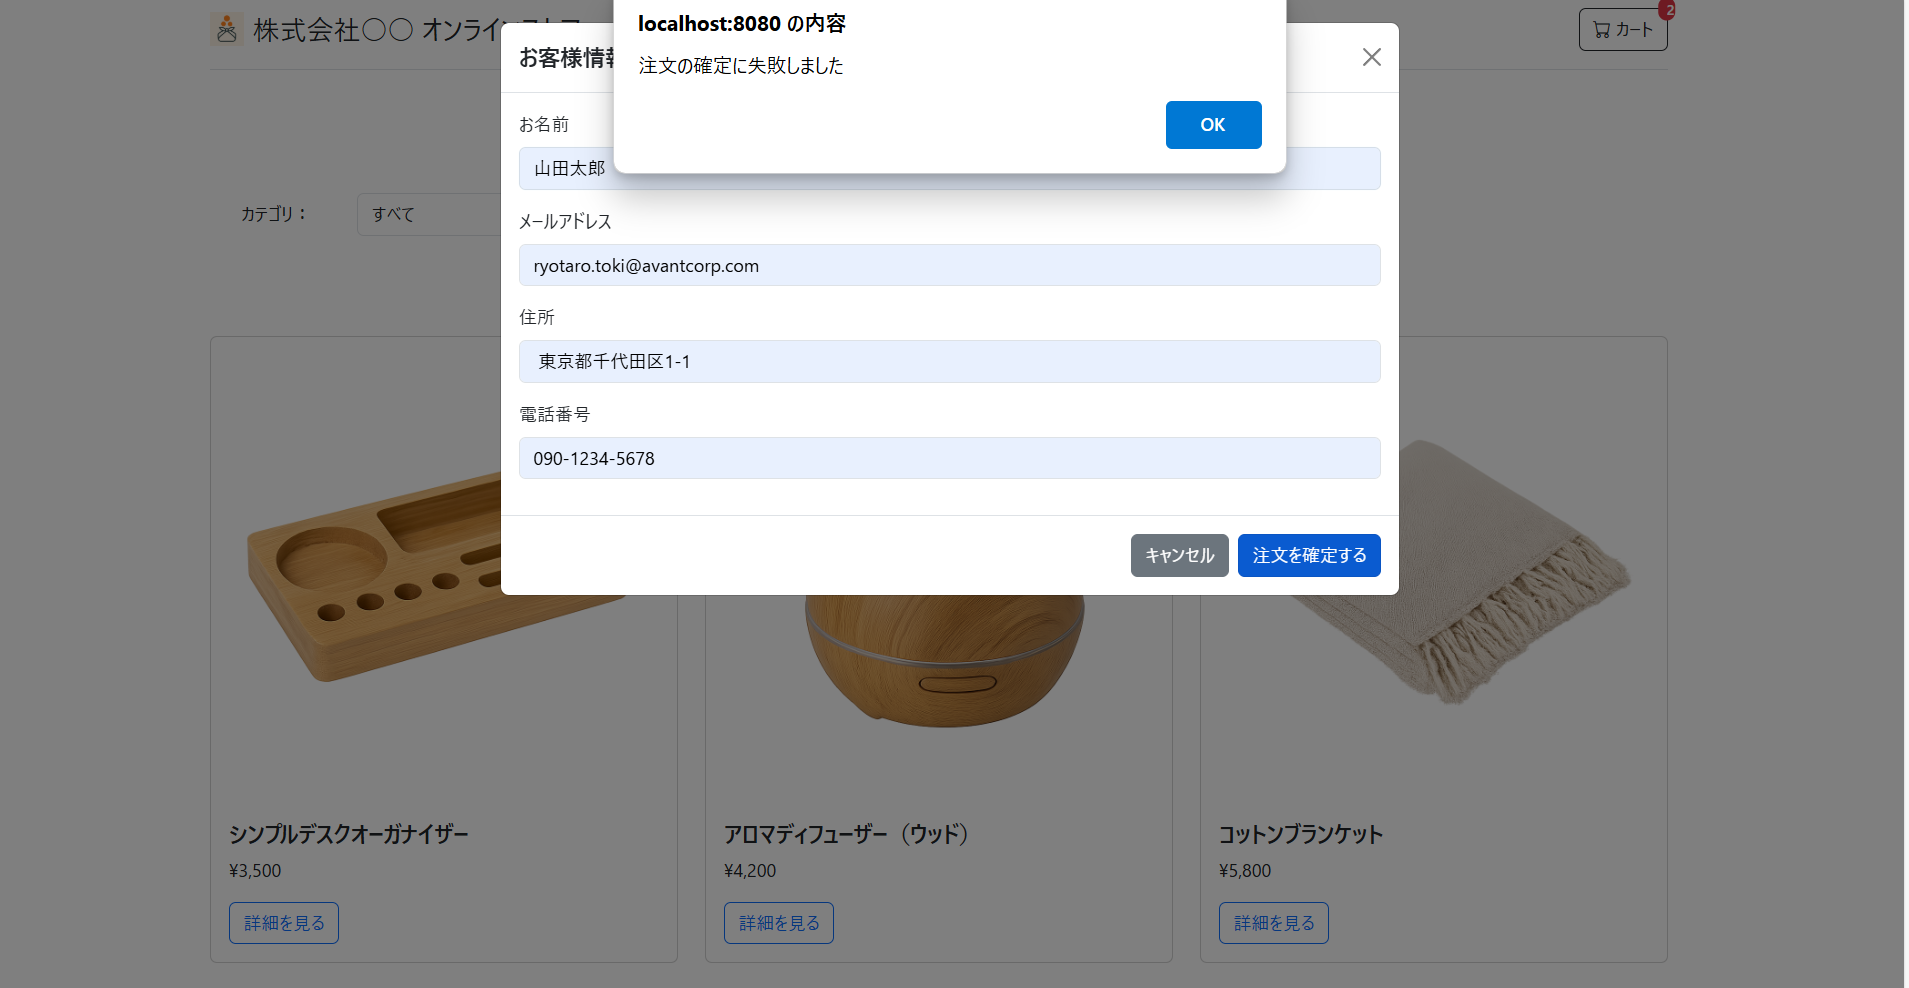 株式会社〇〇 オンライン
カート
2
localhost:8080 の内容
注文の確定に失敗しました
OK
お客様情
お名前
山田太郎
メールアドレス
ryotaro.toki@avantcorp.com
住所
東京都千代田区1-1
電話番号
090-1234-5678
キャンセル
注文を確定する
カテゴリ：
すべて
シンプルデスクオーガナイザー
¥3,500
詳細を見る
アロマディフューザー（ウッド）
¥4,200
詳細を見る
コットンブランケット
¥5,800
詳細を見る